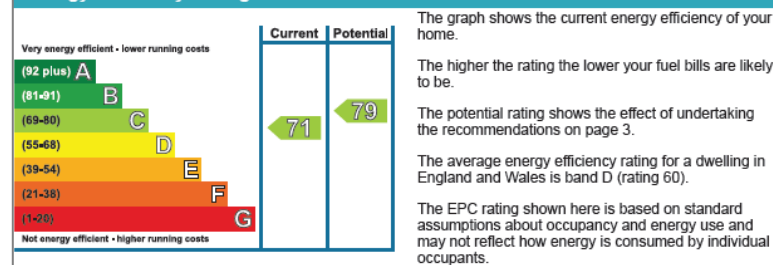 Current Potential
Very energy efficient - lower running costs
(92 plus) A
(81-91) B
(69-80) C
(55-68) D
(39-54) E
(21-38) F
(1-20) G
Not energy efficient - higher running costs
71
79
The graph shows the current energy efficiency of your
home.
The higher the rating the lower your fuel bills are likely
to be.
The potential rating shows the effect of undertaking
the recommendations on page 3.
The average energy efficiency rating for a dwelling in
England and Wales is band D (rating 60).
The EPC rating shown here is based on standard
assumptions about occupancy and energy use and
may not reflect how energy is consumed by individual
occupants.